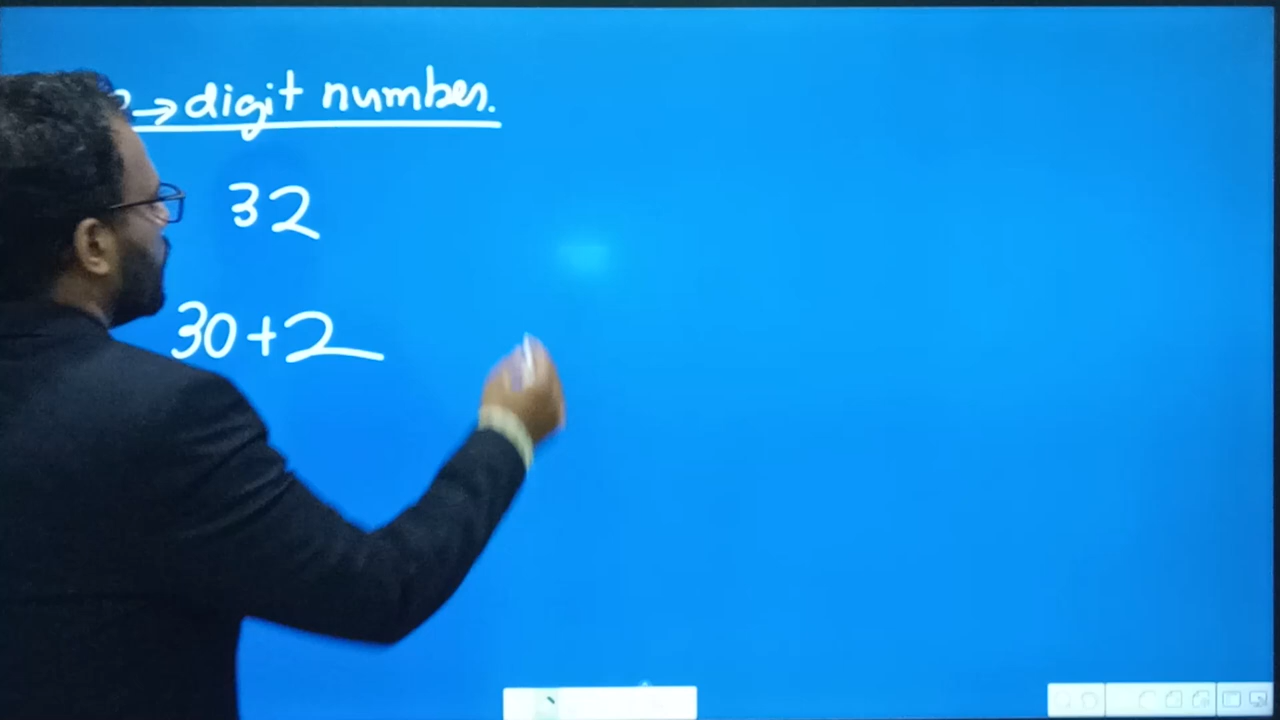 → digit number.
32
30+2